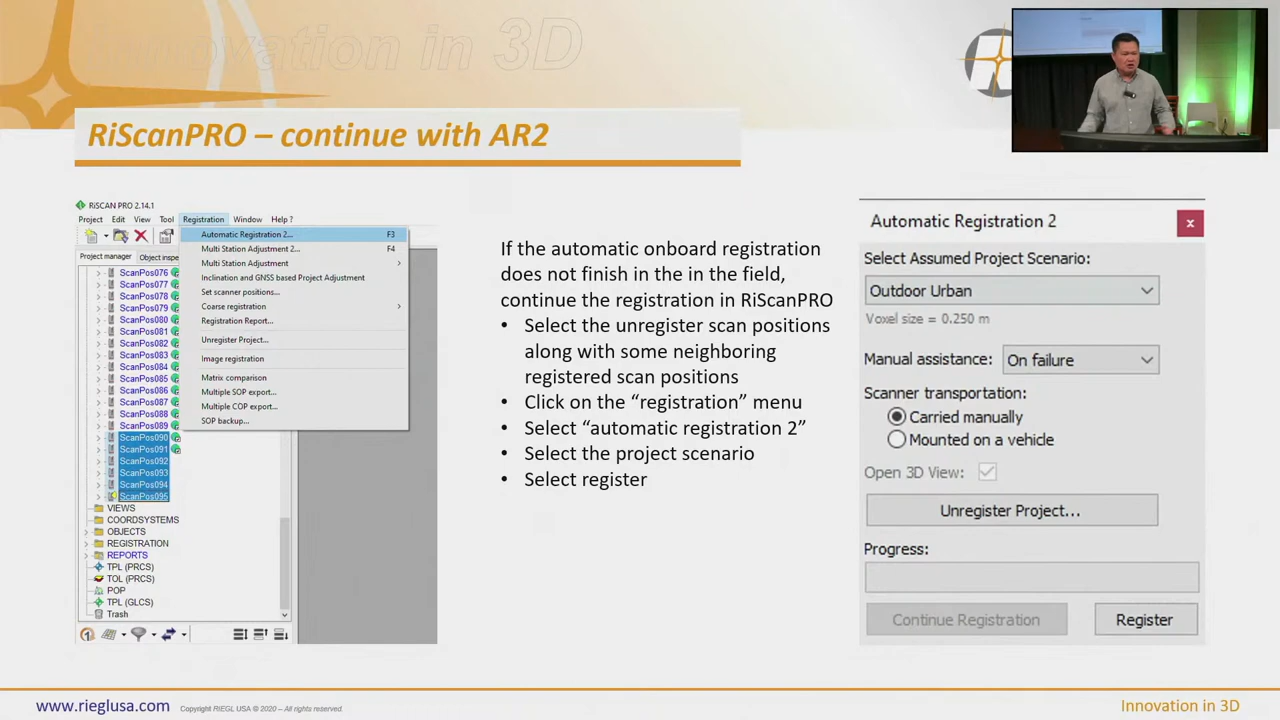 Innovation in 3D
RiScanPRO – continue with AR2
RiSCAN PRO 2.14.1
Project Edit View Tool Registration Window Help ?
Automatic Registration 2... F3
Multi Station Adjustment 2... F4
Multi Station Adjustment
Inclination and GNSS based Project Adjustment
Set scanner positions...
Coarse registration
Registration Report...
Unregister Project...
Image registration
Matrix comparison
Multiple SOP export...
Multiple COP export...
SOP backup...
Project manager Object inspe
ScanPos076
ScanPos077
ScanPos078
ScanPos079
ScanPos080
ScanPos081
ScanPos082
ScanPos083
ScanPos084
ScanPos085
ScanPos086
ScanPos087
ScanPos088
ScanPos089
ScanPos090
ScanPos091
ScanPos092
ScanPos093
ScanPos094
ScanPos095
VIEWS
COORDSYSTEMS
OBJECTS
REGISTRATION
REPORTS
TPL (PRCS)
TOL (PRCS)
POP
TPL (GLCS)
Trash
If the automatic onboard registration
does not finish in the in the field,
continue the registration in RiScanPRO
• Select the unregister scan positions
along with some neighboring
registered scan positions
• Click on the “registration” menu
• Select “automatic registration 2”
• Select the project scenario
• Select register
Automatic Registration 2
x
Select Assumed Project Scenario:
Outdoor Urban
Voxel size = 0.250 m
Manual assistance: On failure
Scanner transportation:
Carried manually
Mounted on a vehicle
Open 3D View:
Unregister Project...
Progress:
Continue Registration Register
www.rieglusa.com Copyright RIEGL USA © 2020 – All rights reserved.
Innovation in 3D